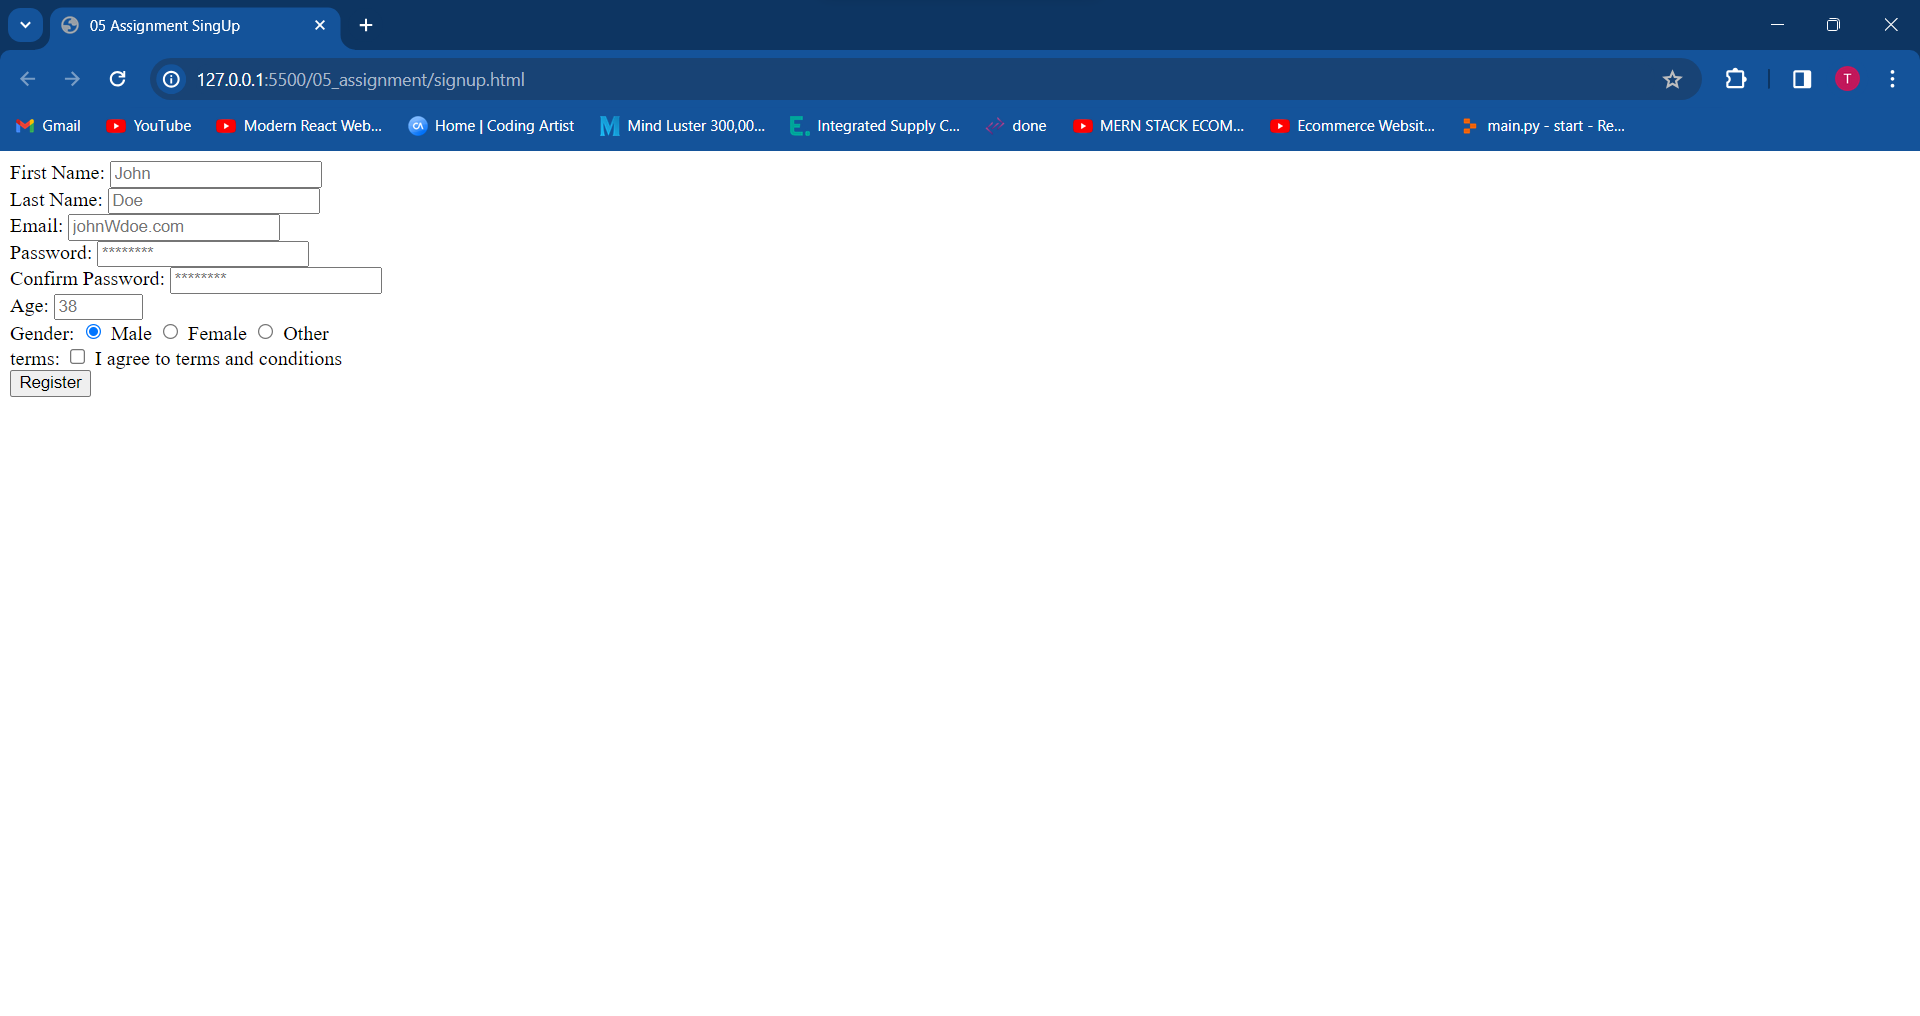 05 Assignment SingUp
127.0.0.1:5500/05_assignment/signup.html
T
Gmail YouTube Modern React Web... Home | Coding Artist Mind Luster 300,00... Integrated Supply C... done MERN STACK ECOM... Ecommerce Websit... main.py - start - Re...
First Name: John
Last Name: Doe
Email: johnWdoe.com
Password: ********
Confirm Password: ********
Age: 38
Gender: Male Female Other
terms: I agree to terms and conditions
Register